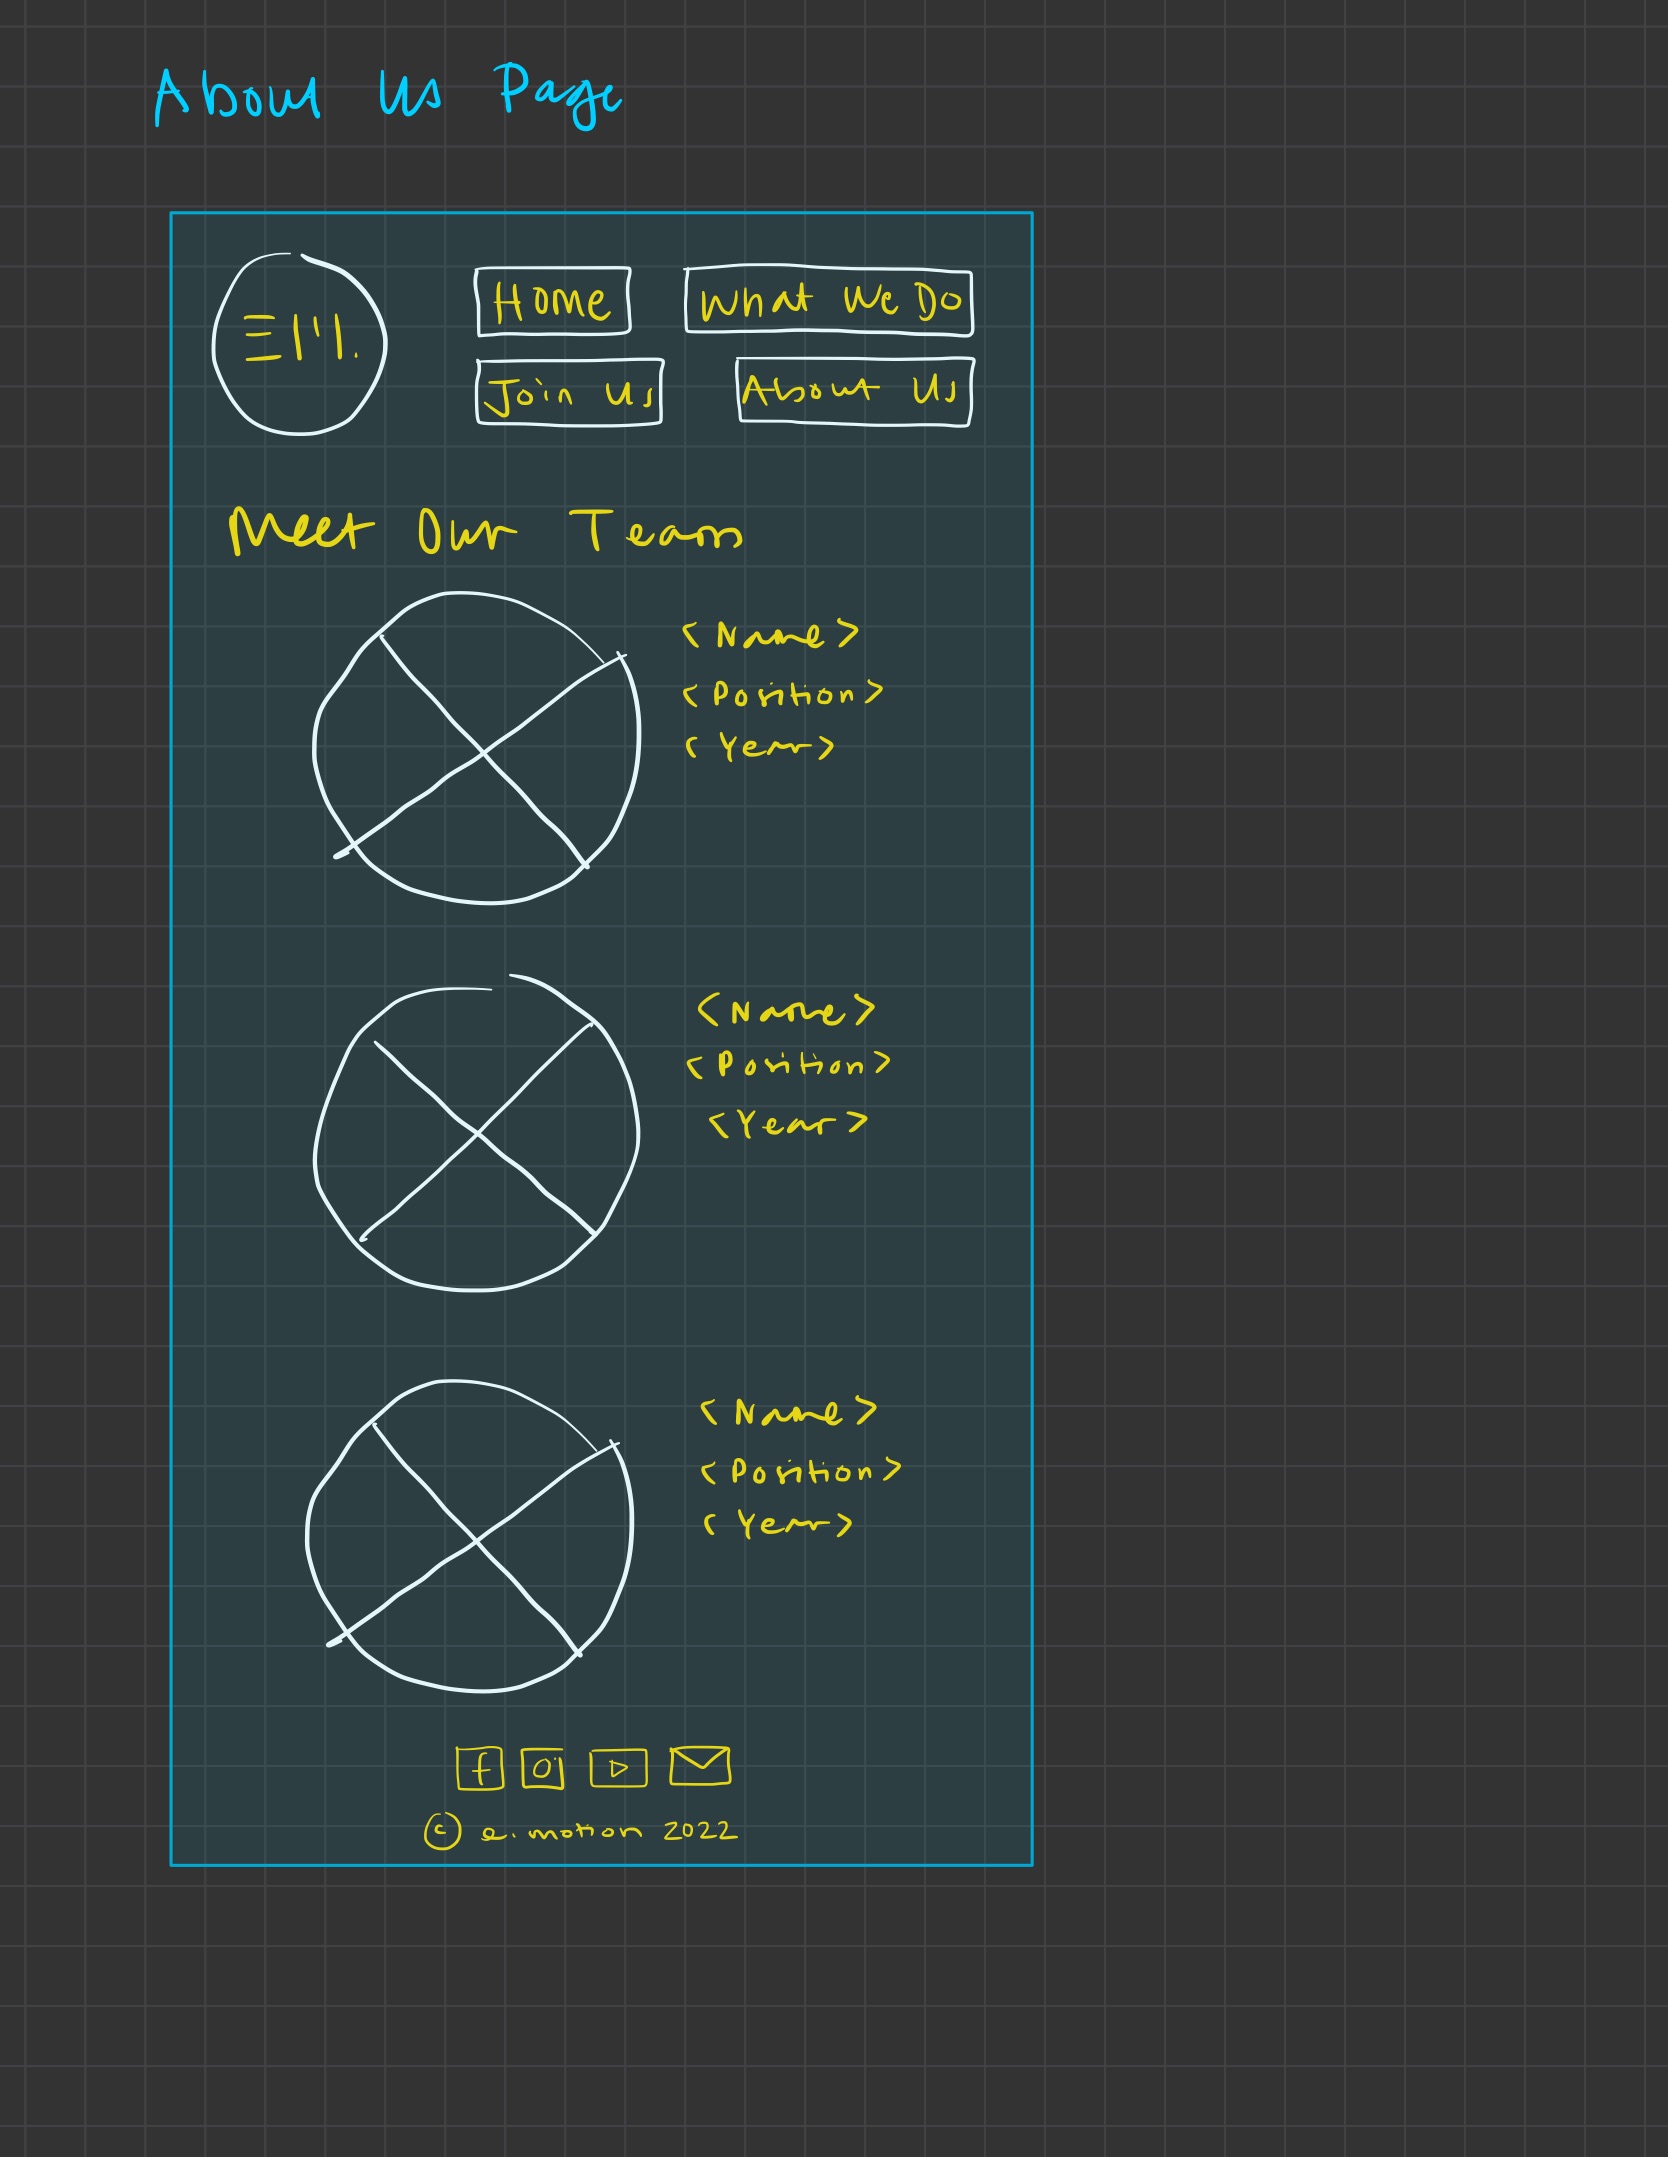 About Us Page
Home
What We Do
Join Us
About Us
Meet Our Team
<Name>
<Position>
<Year>
<Name>
<Position>
<Year>
<Name>
<Position>
<Year>
© e.motion 2022